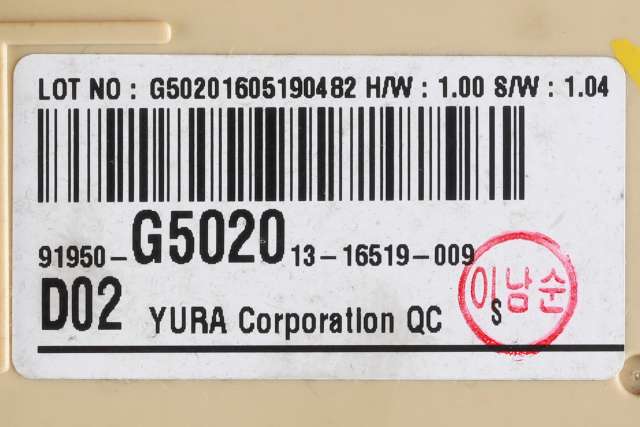 LOT NO : G50201605190482 H/W : 1.00 S/W : 1.04
91950-G5020 13-16519-009
D02 YURA Corporation QC S
이남순